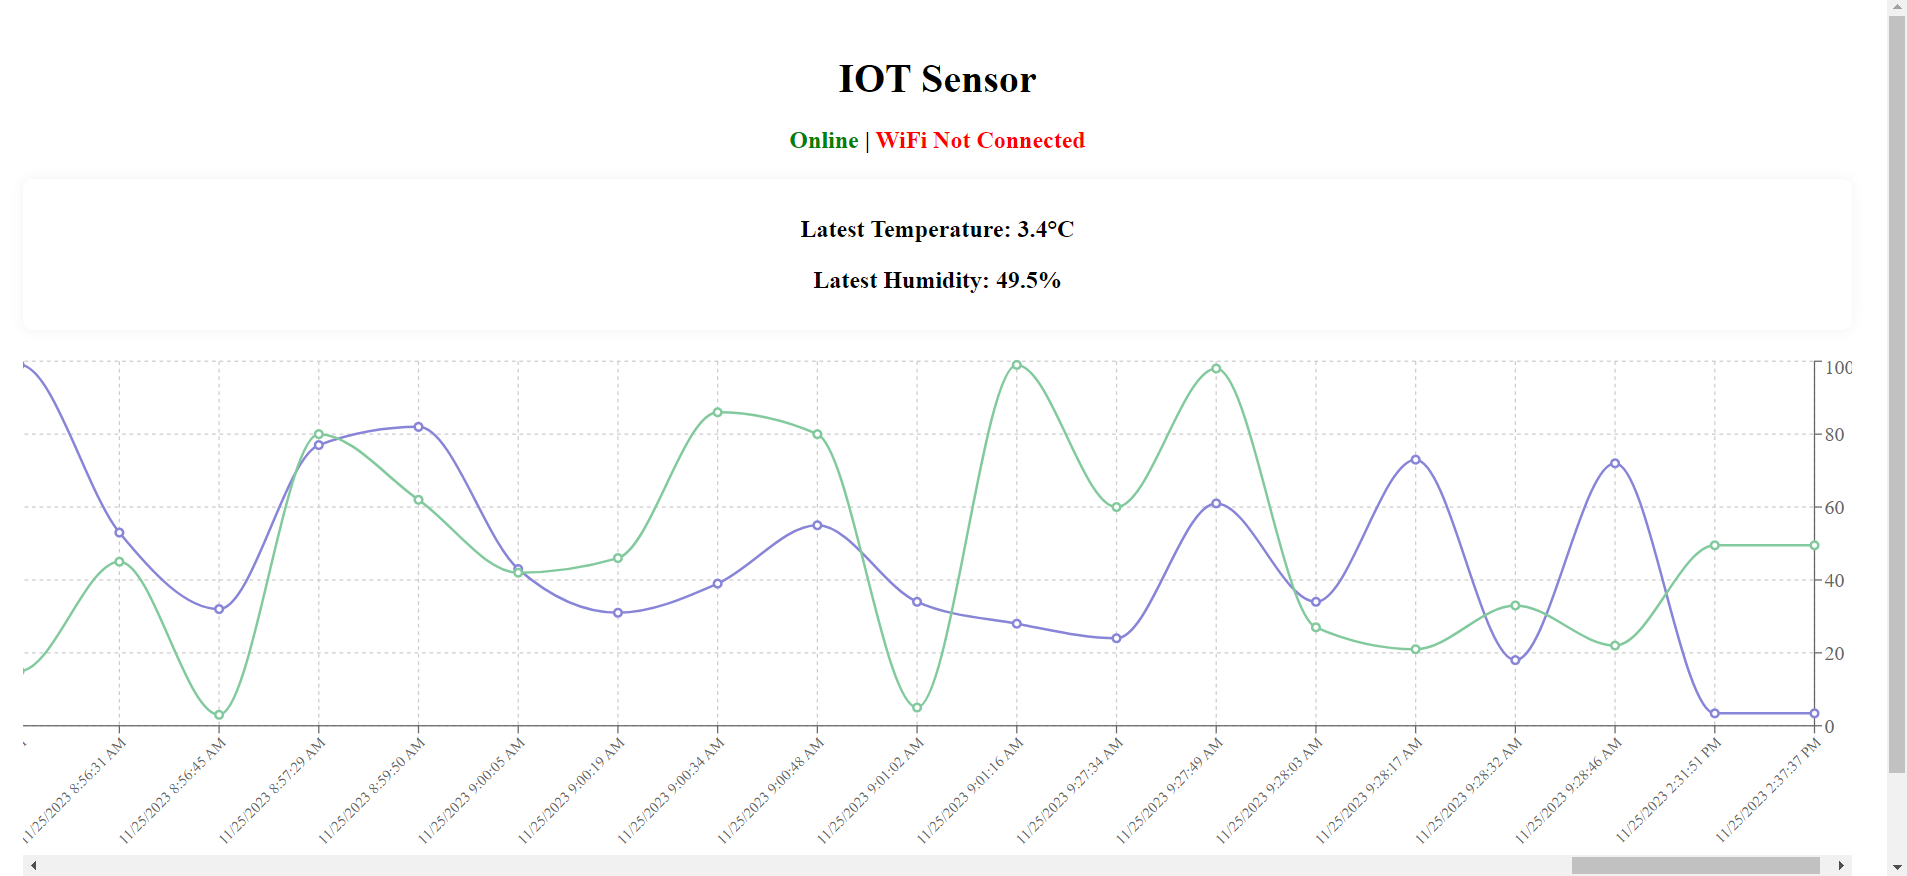 IOT Sensor
Online | WiFi Not Connected
Latest Temperature: 3.4°C
Latest Humidity: 49.5%
100
80
60
40
20
0
11/25/2023 8:56:31 AM
11/25/2023 8:56:45 AM
11/25/2023 8:57:29 AM
11/25/2023 8:59:50 AM
11/25/2023 9:00:05 AM
11/25/2023 9:00:19 AM
11/25/2023 9:00:34 AM
11/25/2023 9:00:48 AM
11/25/2023 9:01:02 AM
11/25/2023 9:01:16 AM
11/25/2023 9:27:34 AM
11/25/2023 9:27:49 AM
11/25/2023 9:28:03 AM
11/25/2023 9:28:17 AM
11/25/2023 9:28:32 AM
11/25/2023 9:28:46 AM
11/25/2023 2:31:51 PM
11/25/2023 2:37:37 PM